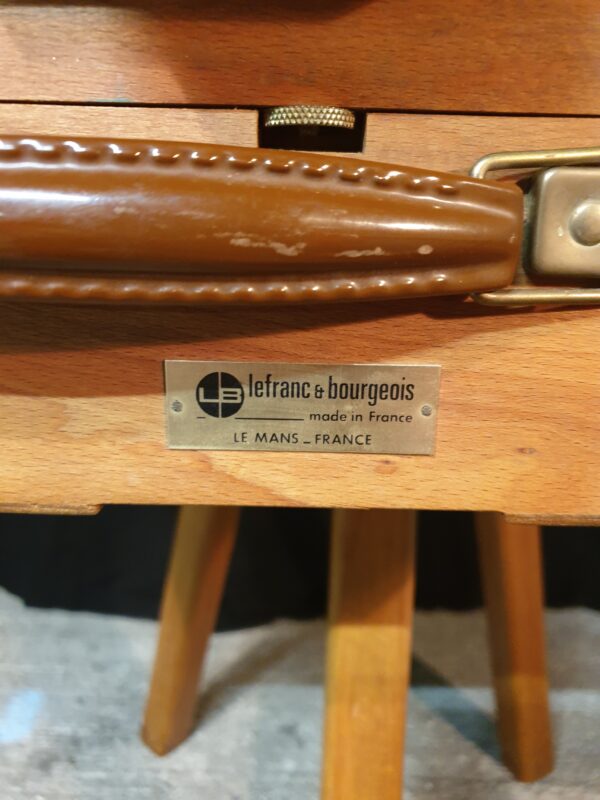 LB lefranc & bourgeois
made in France
LE MANS _ FRANCE